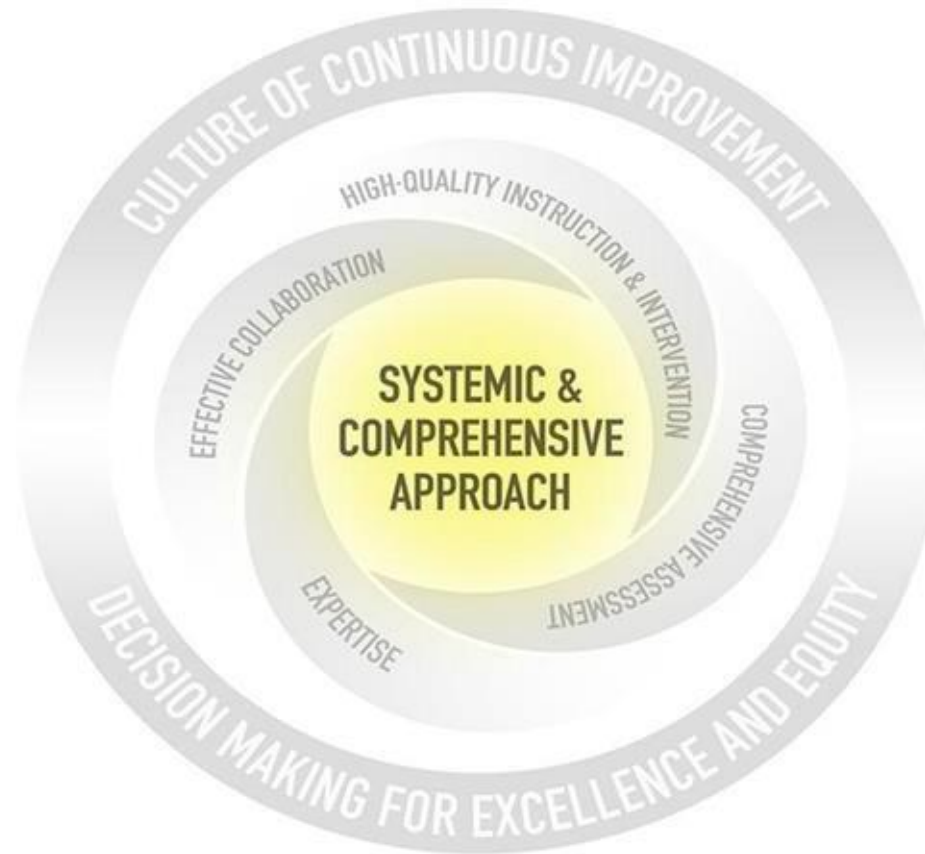 CULTURE OF CONTINUOUS IMPROVEMENT
HIGH-QUALITY INSTRUCTION & INTERVENTION
EFFECTIVE COLLABORATION
SYSTEMIC &
COMPREHENSIVE
APPROACH
COMPREHENSIVE ASSESSMENT
EXPERTISE
DECISION MAKING FOR EXCELLENCE AND EQUITY